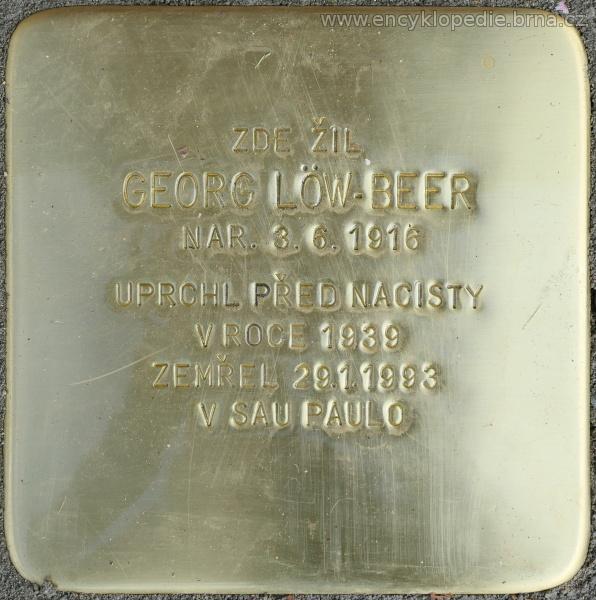 www.encyklopedie.brna.cz
ZDE ŽIL
GEORG LÖW-BEER
NAR. 3. 6. 1916
UPRCHL PŘED NACISTY
V ROCE 1939
ZEMŘEL 29.1.1993
V SAU PAULO